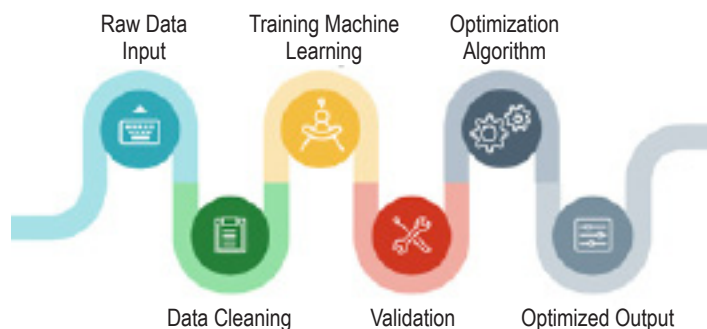 Raw Data
Input
Training Machine
Learning
Optimization
Algorithm
Data Cleaning
Validation
Optimized Output